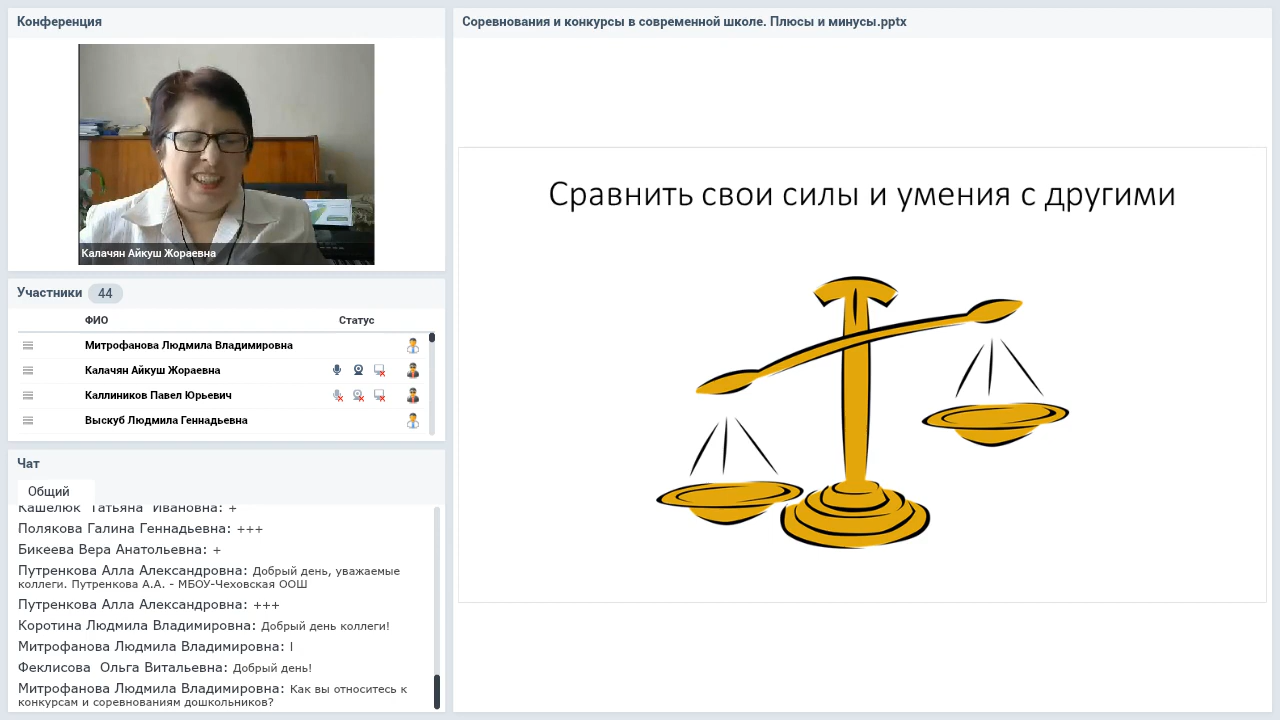 Конференция
Калачян Айкуш Жораевна
Участники 44
ФИО Статус
Митрофанова Людмила Владимировна
Калачян Айкуш Жораевна
Каллиников Павел Юрьевич
Выскуб Людмила Геннадьевна
Чат
Общий
Кашелюк Татьяна Ивановна: +
Полякова Галина Геннадьевна: +++
Бикеева Вера Анатольевна: +
Путренкова Алла Александровна: Добрый день, уважаемые
коллеги. Путренкова А.А. - МБОУ-Чеховская ООШ
Путренкова Алла Александровна: +++
Коротина Людмила Владимировна: Добрый день коллеги!
Митрофанова Людмила Владимировна: l
Феклисова Ольга Витальевна: Добрый день!
Митрофанова Людмила Владимировна: Как вы относитесь к
конкурсам и соревнованиям дошкольников?
Соревнования и конкурсы в современной школе. Плюсы и минусы.pptx
Сравнить свои силы и умения с другими